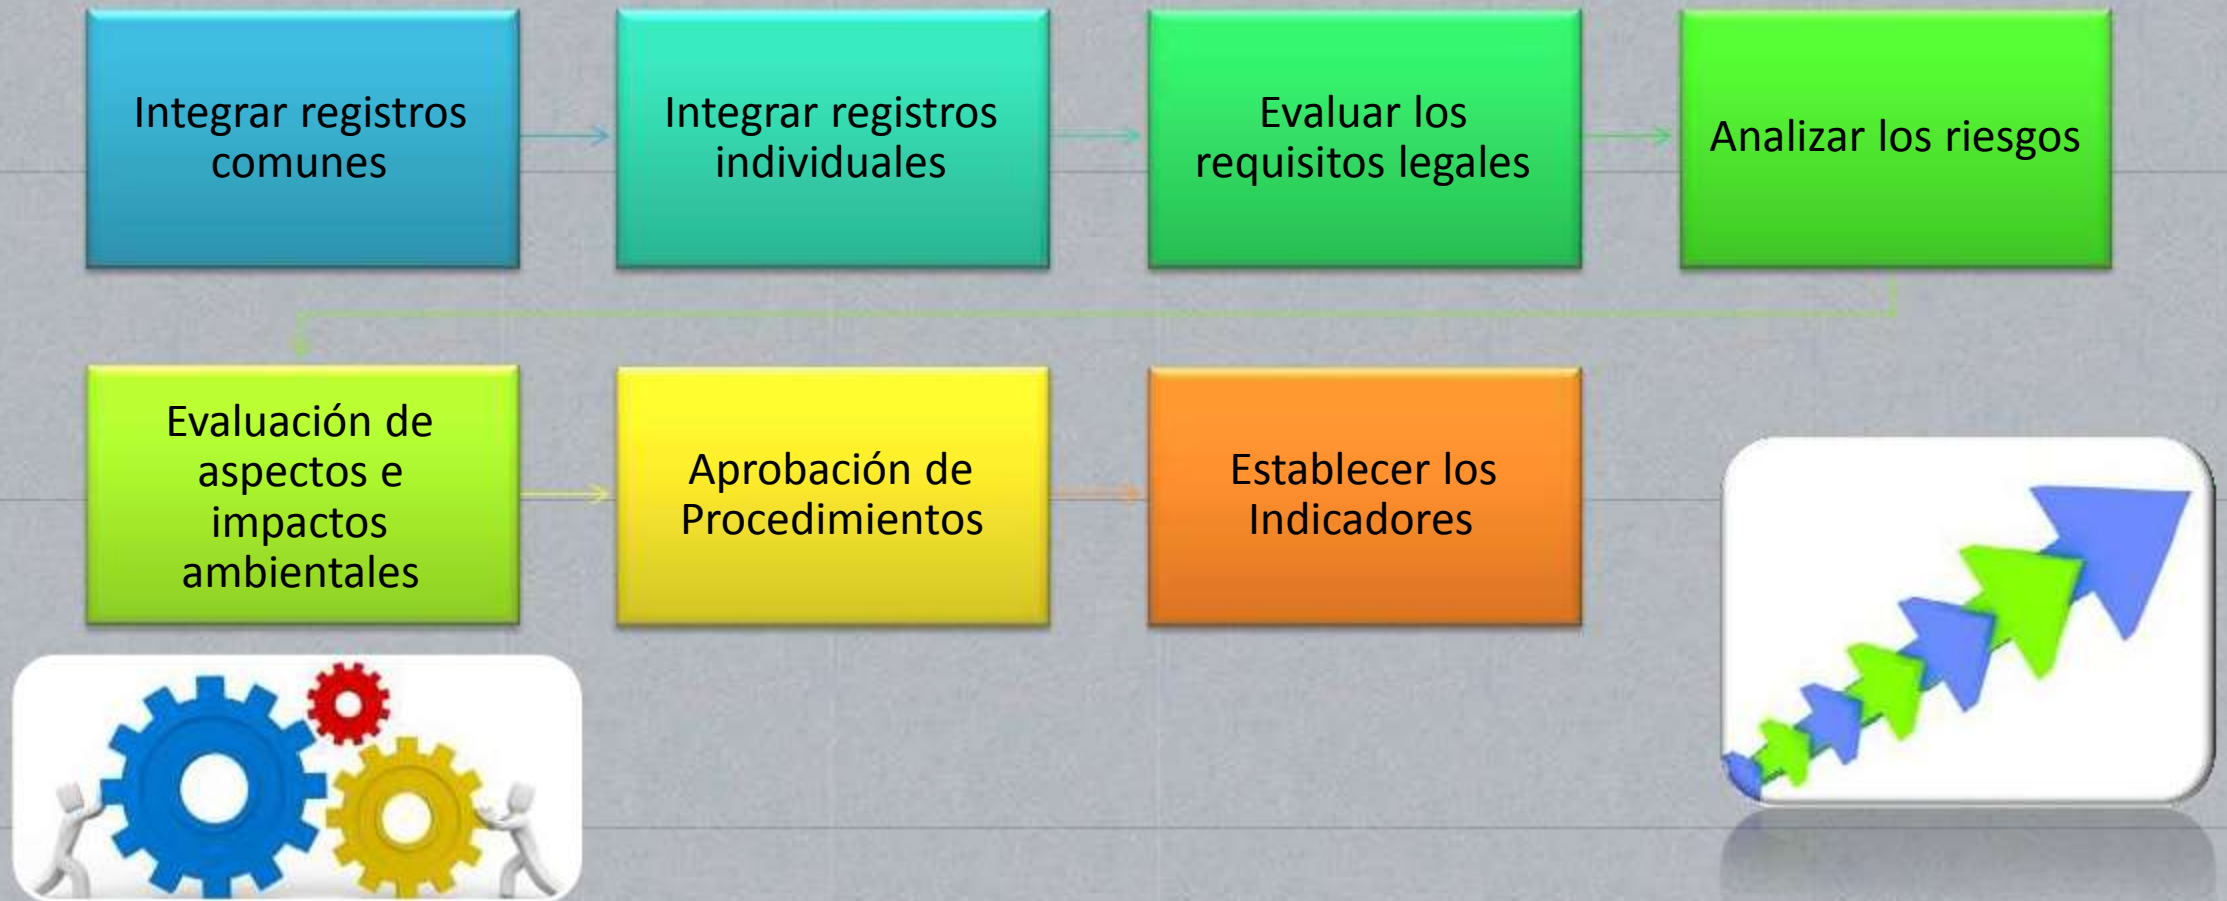 Integrar registros
comunes
Integrar registros
individuales
Evaluar los
requisitos legales
Analizar los riesgos
Evaluación de
aspectos e
impactos
ambientales
Aprobación de
Procedimientos
Establecer los
Indicadores